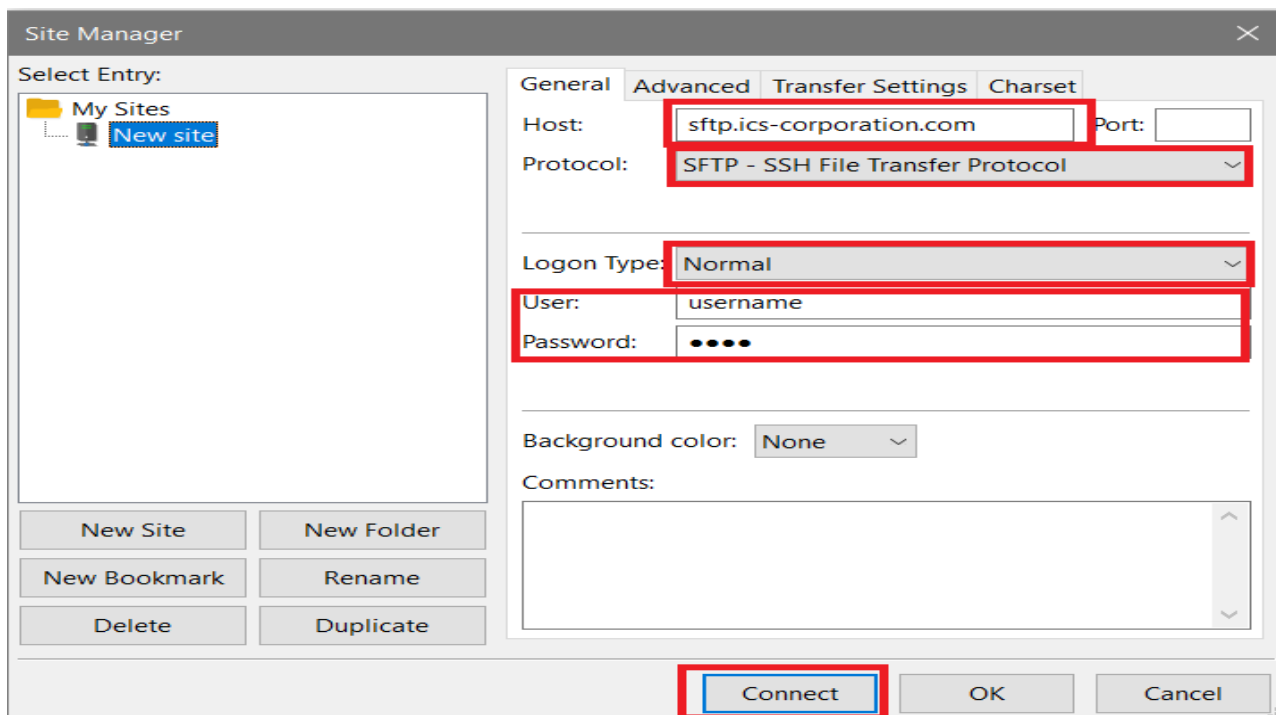 Site Manager
Select Entry:
My Sites
New site
New Site
New Folder
New Bookmark
Rename
Delete
Duplicate
General
Advanced
Transfer Settings
Charset
Host:
sftp.ics-corporation.com
Port:
Protocol:
SFTP - SSH File Transfer Protocol
Logon Type:
Normal
User:
username
Password:
●●●●
Background color:
None
Comments:
Connect
OK
Cancel